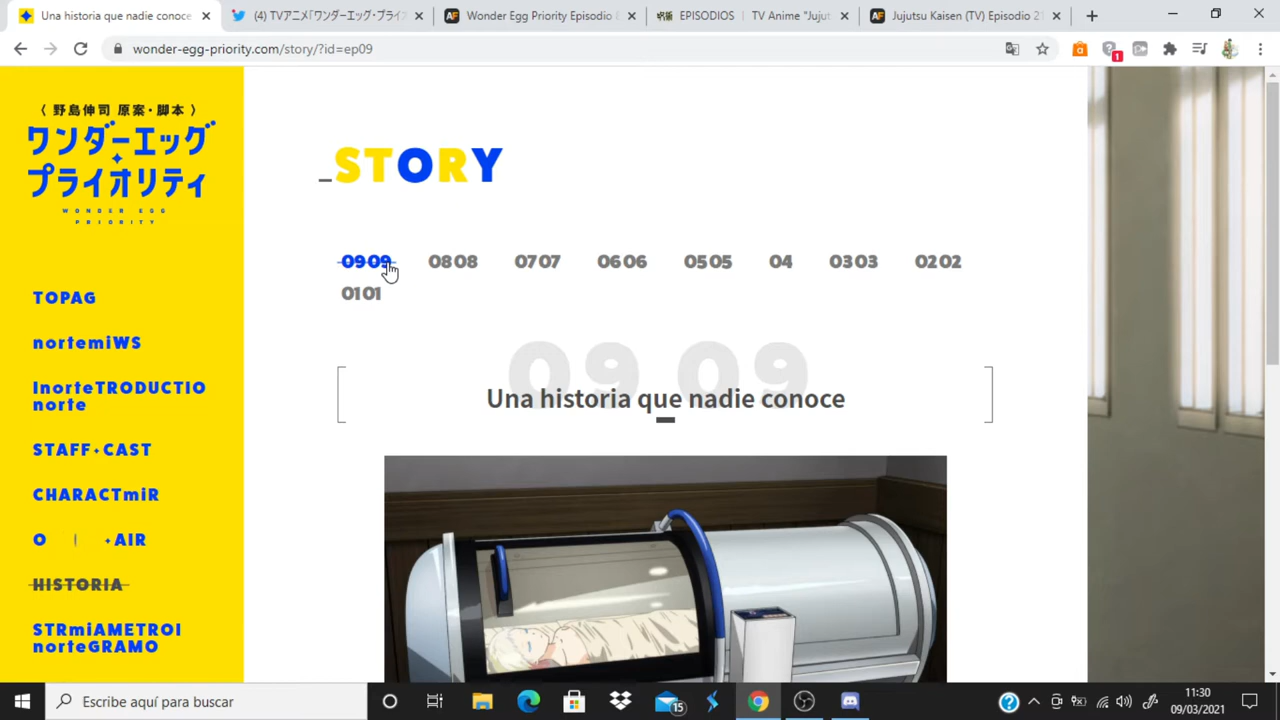 Una historia que nadie conoce
(4) TVアニメ「ワンダーエッグ・プライオ
Wonder Egg Priority Episodio
EPISODIOS | TV Anime "Juju
Jujutsu Kaisen (TV) Episodio 2
wonder-egg-priority.com/story/?id=ep09
1
〈 野島伸司 原案・脚本 〉
ワンダーエッグ
プライオリティ
WONDER EGG
PRIORITY
TOPAG
nortemiWS
InorteTRODUCTIO
norte
STAFF+CAST
CHARACTmiR
O | +AIR
HISTORIA
STRmiAMETROI
norteGRAMO
_STORY
0909 0808 0707 0606 0505 04 0303 0202
0101
09 09
Una historia que nadie conoce
Escribe aquí para buscar
15
11:30
09/03/2021